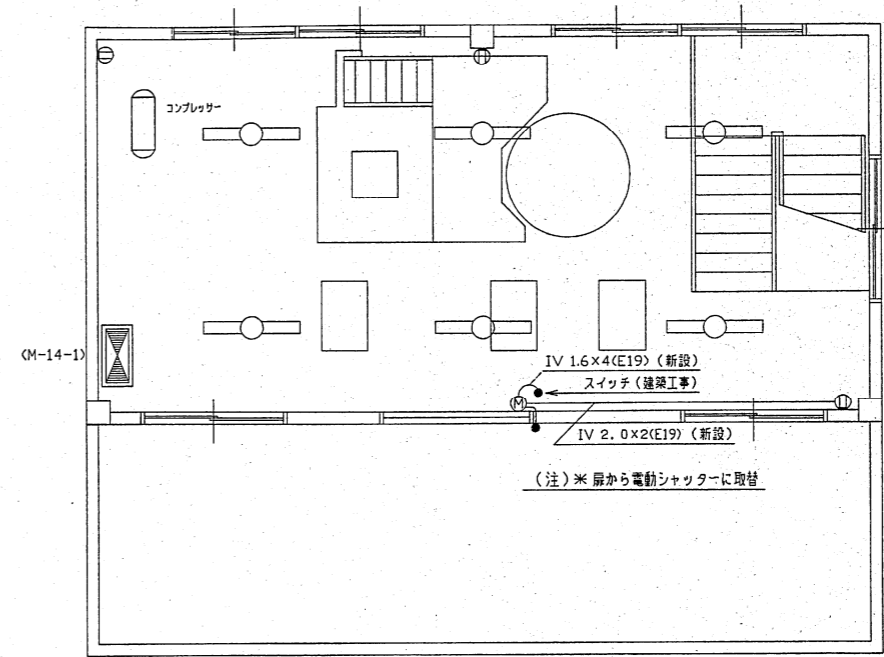 コンプレッサー
<M-14-1>
IV 1.6×4(E19) (新設)
スイッチ (建築工事)
M
IV 2.0×2(E19) (新設)
(注) ＊ 扉から電動シャッターに取替